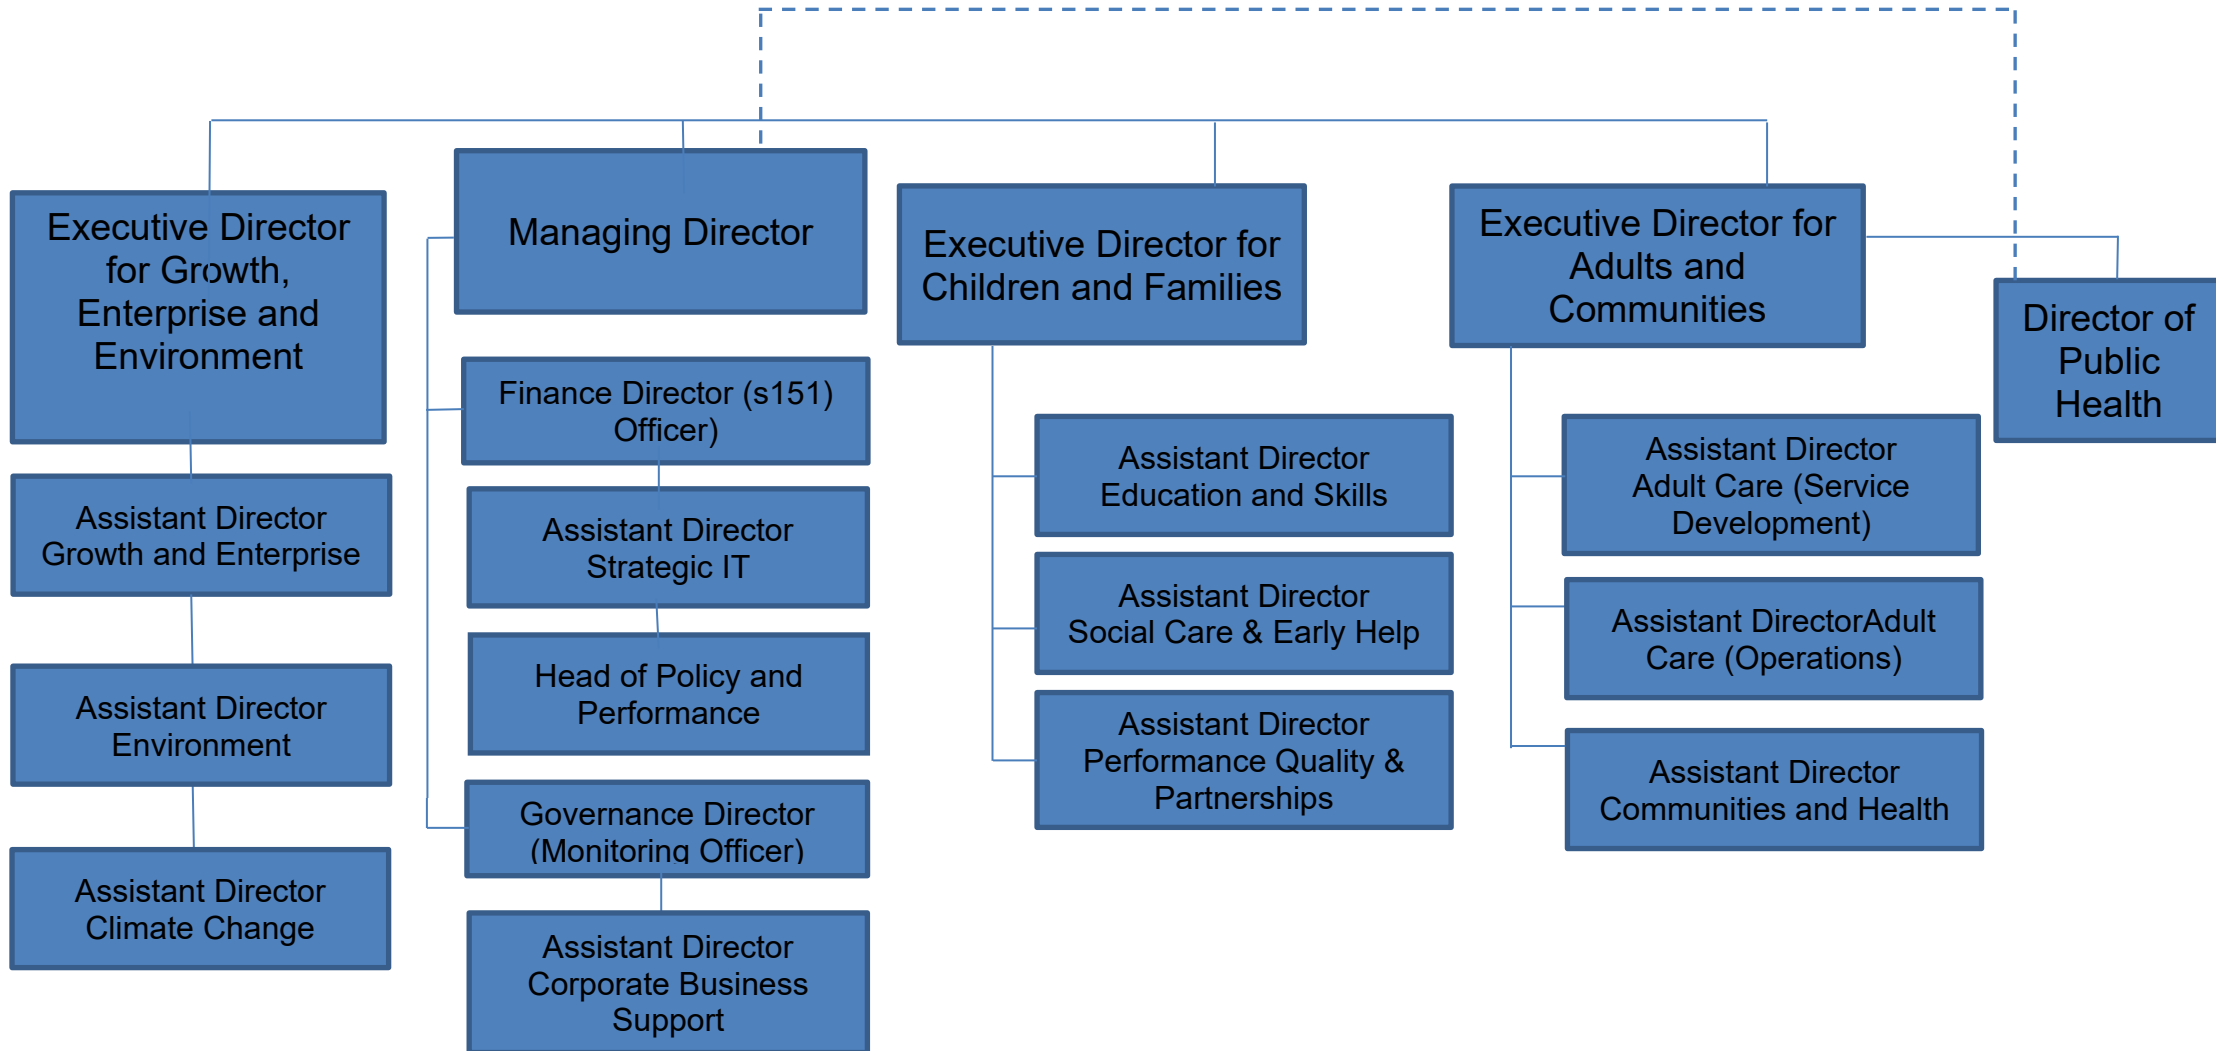 Executive Director
for Growth,
Enterprise and
Environment
Assistant Director
Growth and Enterprise
Assistant Director
Environment
Assistant Director
Climate Change
Managing Director
Finance Director (s151)
Officer)
Assistant Director
Strategic IT
Head of Policy and
Performance
Governance Director
(Monitoring Officer)
Assistant Director
Corporate Business
Support
Executive Director for
Children and Families
Assistant Director
Education and Skills
Assistant Director
Social Care & Early Help
Assistant Director
Performance Quality &
Partnerships
Executive Director for
Adults and
Communities
Assistant Director
Adult Care (Service
Development)
Assistant DirectorAdult
Care (Operations)
Assistant Director
Communities and Health
Director of
Public
Health